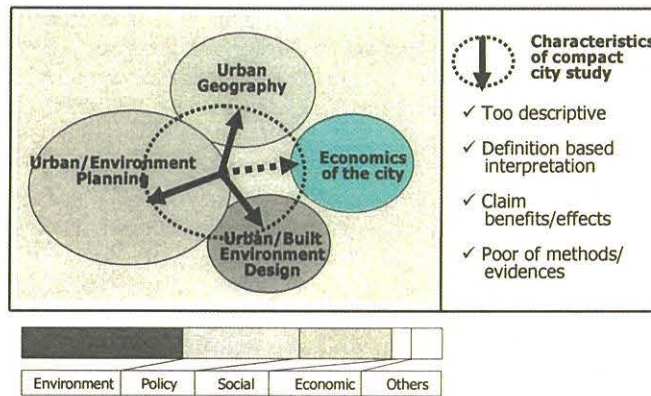 Urban
Geography
Urban/Environment
Planning
Economics
of the city
Urban/Built
Environment
Design
Characteristics
of compact
city study
✓ Too descriptive
✓ Definition based
interpretation
✓ Claim
benefits/effects
✓ Poor of methods/
evidences
Environment
Policy
Social
Economic
Others